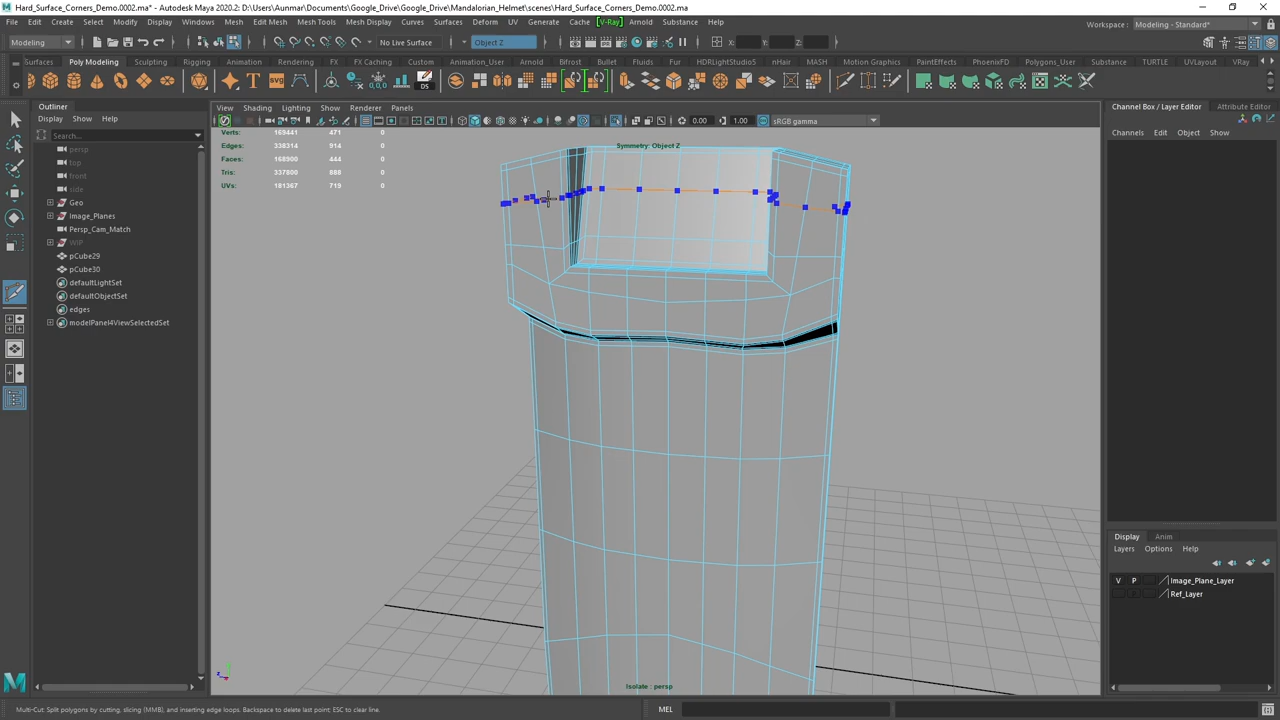 Hard_Surface_Corners_Demo.0002.ma* - Autodesk Maya 2020.2: D:\Users\Aunmar\Documents\Google_Drive\Google_Drive\Mandalorian_Helmet\scenes\Hard_Surface_Corners_Demo.0002.ma
File Edit Create Select Modify Display Windows Mesh Edit Mesh Mesh Tools Mesh Display Curves Surfaces Deform UV Generate Cache [V-Ray] Arnold Substance Help
Workspace : Modeling - Standard*
Modeling No Live Surface Object Z X: Y: Z:
Surfaces Poly Modeling Sculpting Rigging Animation Rendering FX FX Caching Custom Animation_User Arnold Bifrost Bullet Fluids Fur HDRLightStudioS nHair MASH Motion Graphics PaintEffects PhoenixFD Polygons_User Substance TURTLE UVLayout VRay
DS
Outliner
Display Show Help
Search...
persp
top
front
side
Geo
Image_Planes
Persp_Cam_Match
WIP
pCube29
pCube30
defaultLightSet
defaultObjectSet
edges
modelPanel4ViewSelectedSet
View Shading Lighting Show Renderer Panels
0.00 1.00 sRGB gamma
Verts: 169441 471 0
Edges: 338314 914 0
Faces: 168900 444 0
Tris: 337800 888 0
UVs: 181367 719 0
Symmetry: Object Z
Isolate : persp
Channel Box / Layer Editor Attribute Editor
Channels Edit Object Show
Display Anim
Layers Options Help
V P Image_Plane_Layer
Ref_Layer
Multi-Cut: Split polygons by cutting, slicing (MMB), and inserting edge loops. Backspace to delete last point; ESC to clear line.
MEL